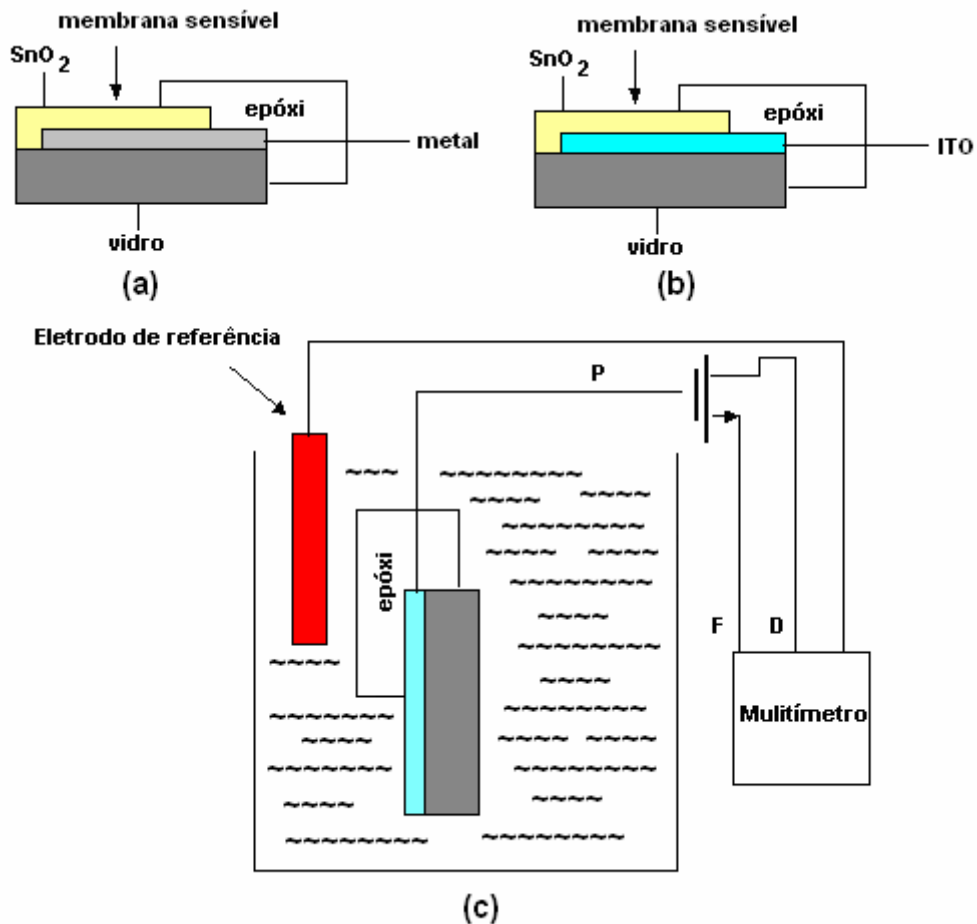 membrana sensível
SnO2
epóxi
metal
vidro
(a)
membrana sensível
SnO2
epóxi
ITO
vidro
(b)
Eletrodo de referência
P
epóxi
F
D
Mulitímetro
(c)